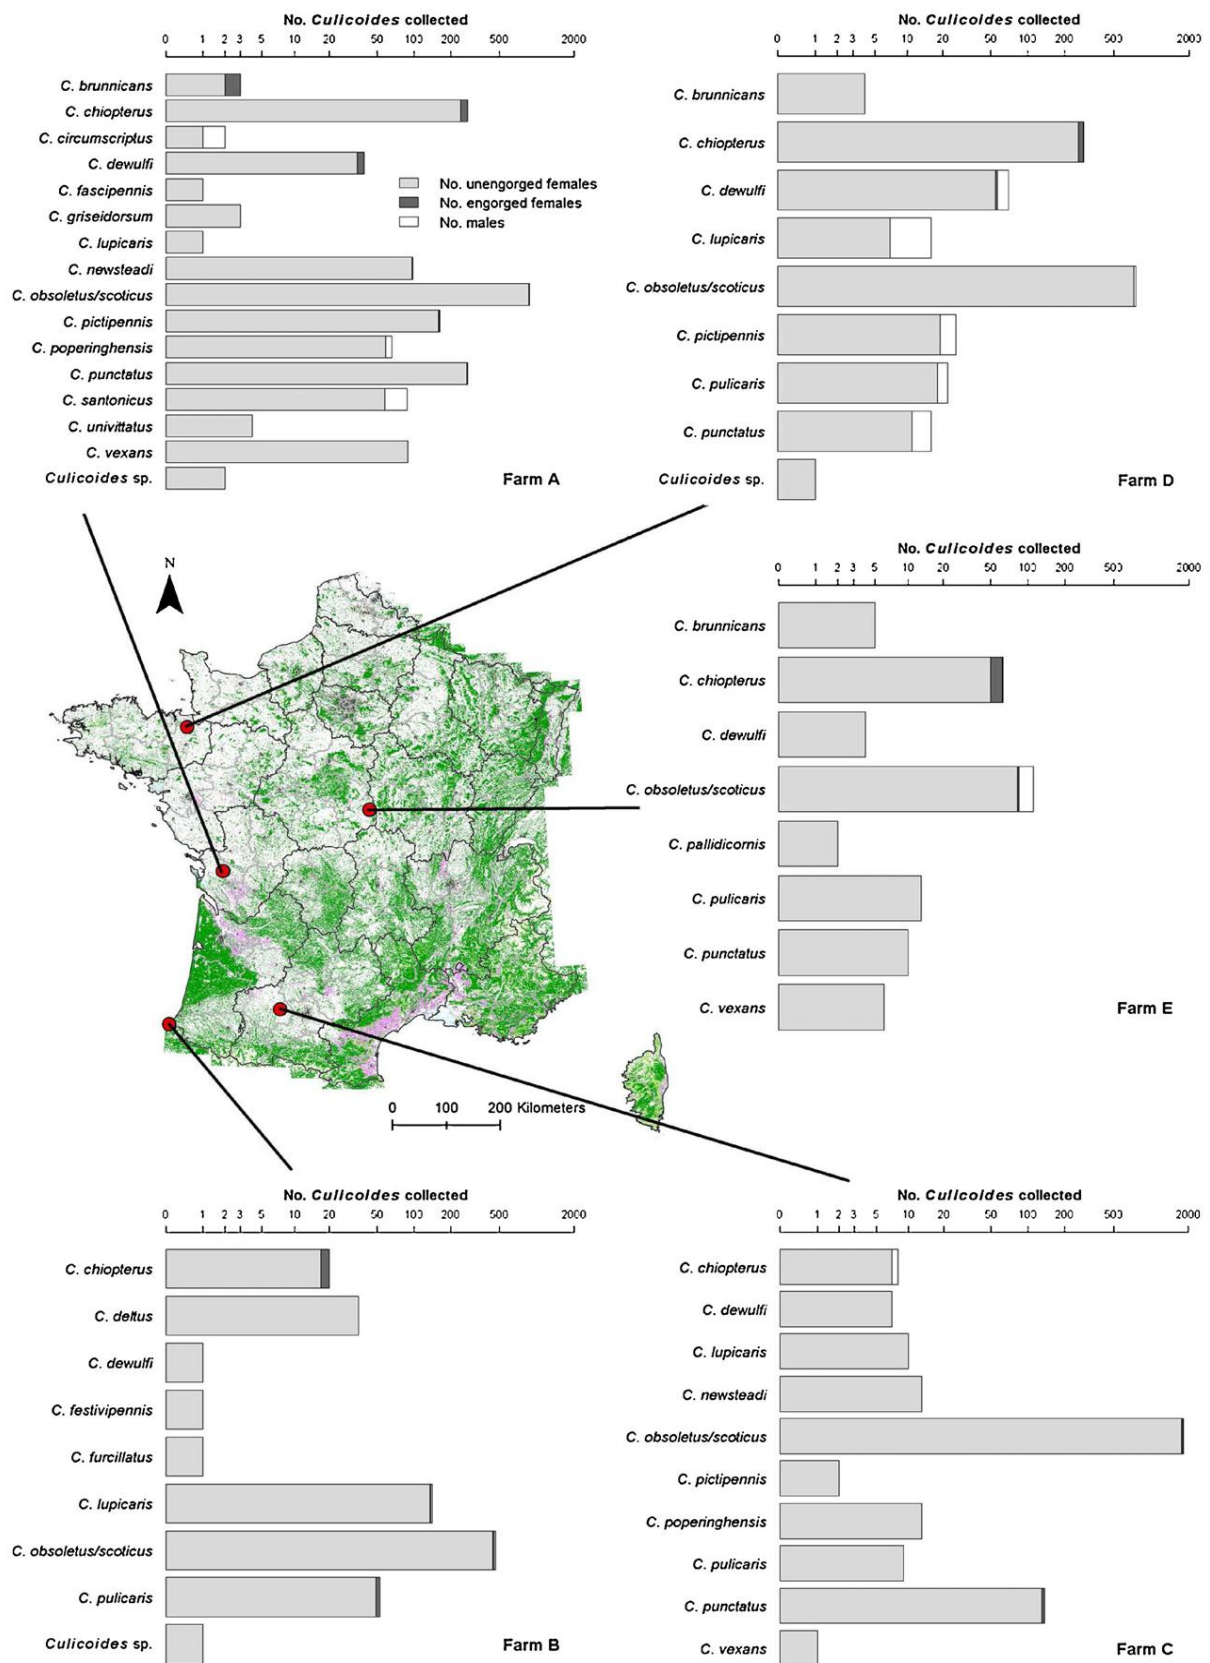 No. Culicoides collected
0 1 2 3 5 10 20 50 100 200 500 2000
C. brunnicans
C. chiopterus
C. circumscriptus
C. dewulfi
C. fascipennis
C. griseidorsum
C. lupicaris
C. newsteadi
C. obsoletus/scoticus
C. pictipennis
C. poperinghensis
C. punctatus
C. santonicus
C. univittatus
C. vexans
Culicoides sp.
No. unengorged females
No. engorged females
No. males
Farm A
No. Culicoides collected
0 1 2 3 5 10 20 50 100 200 500 2000
C. brunnicans
C. chiopterus
C. dewulfi
C. lupicaris
C. obsoletus/scoticus
C. pictipennis
C. pulicaris
C. punctatus
Culicoides sp.
Farm D
N
0 100 200 Kilometers
No. Culicoides collected
0 1 2 3 5 10 20 50 100 200 500 2000
C. brunnicans
C. chiopterus
C. dewulfi
C. obsoletus/scoticus
C. pallidicornis
C. pulicaris
C. punctatus
C. vexans
Farm E
No. Culicoides collected
0 1 2 3 5 10 20 50 100 200 500 2000
C. chiopterus
C. deltus
C. dewulfi
C. festivipennis
C. furcillatus
C. lupicaris
C. obsoletus/scoticus
C. pulicaris
Culicoides sp.
Farm B
No. Culicoides collected
0 1 2 3 5 10 20 50 100 200 500 2000
C. chiopterus
C. dewulfi
C. lupicaris
C. newsteadi
C. obsoletus/scoticus
C. pictipennis
C. poperinghensis
C. pulicaris
C. punctatus
C. vexans
Farm C